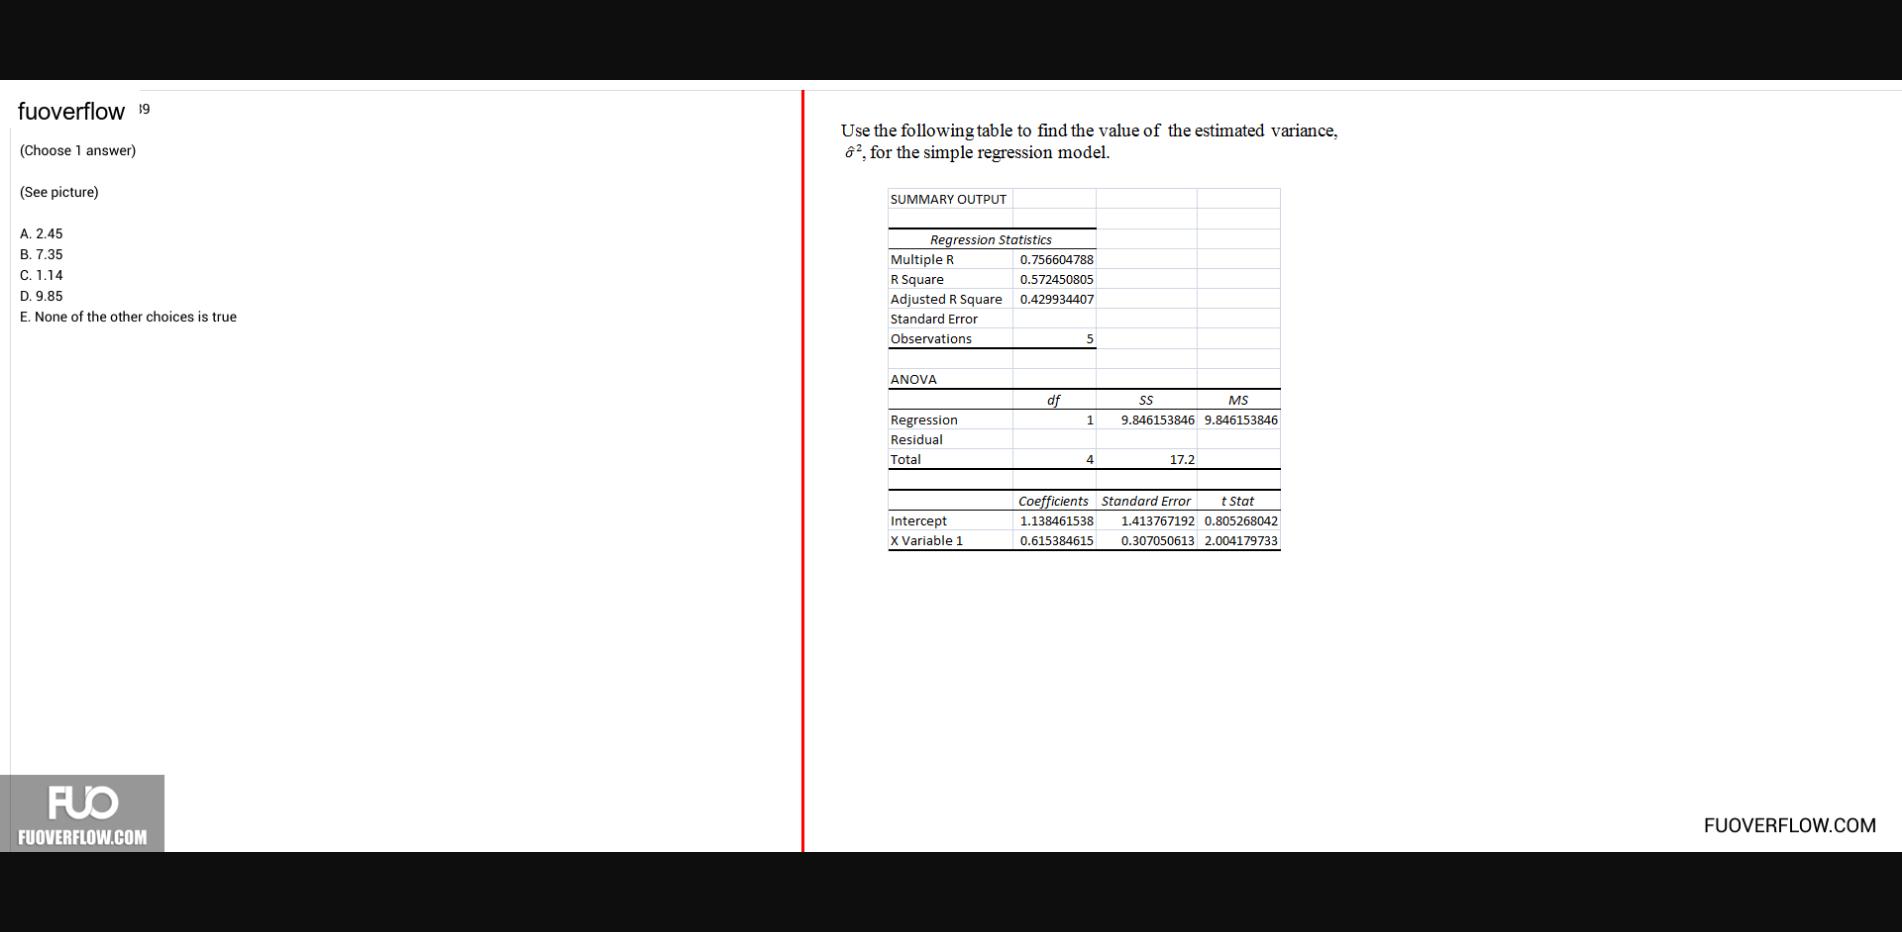 fuoverflow 39
(Choose 1 answer)
(See picture)
A. 2.45
B. 7.35
C. 1.14
D. 9.85
E. None of the other choices is true
FUO
FUOVERFLOW.COM
Use the following table to find the value of the estimated variance,
σ̂², for the simple regression model.
SUMMARY OUTPUT
Regression Statistics
Multiple R 0.756604788
R Square 0.572450805
Adjusted R Square 0.429934407
Standard Error
Observations 5
ANOVA
df SS MS
Regression 1 9.846153846 9.846153846
Residual
Total 4 17.2
Coefficients Standard Error t Stat
Intercept 1.138461538 1.413767192 0.805268042
X Variable 1 0.615384615 0.307050613 2.004179733
FUOVERFLOW.COM